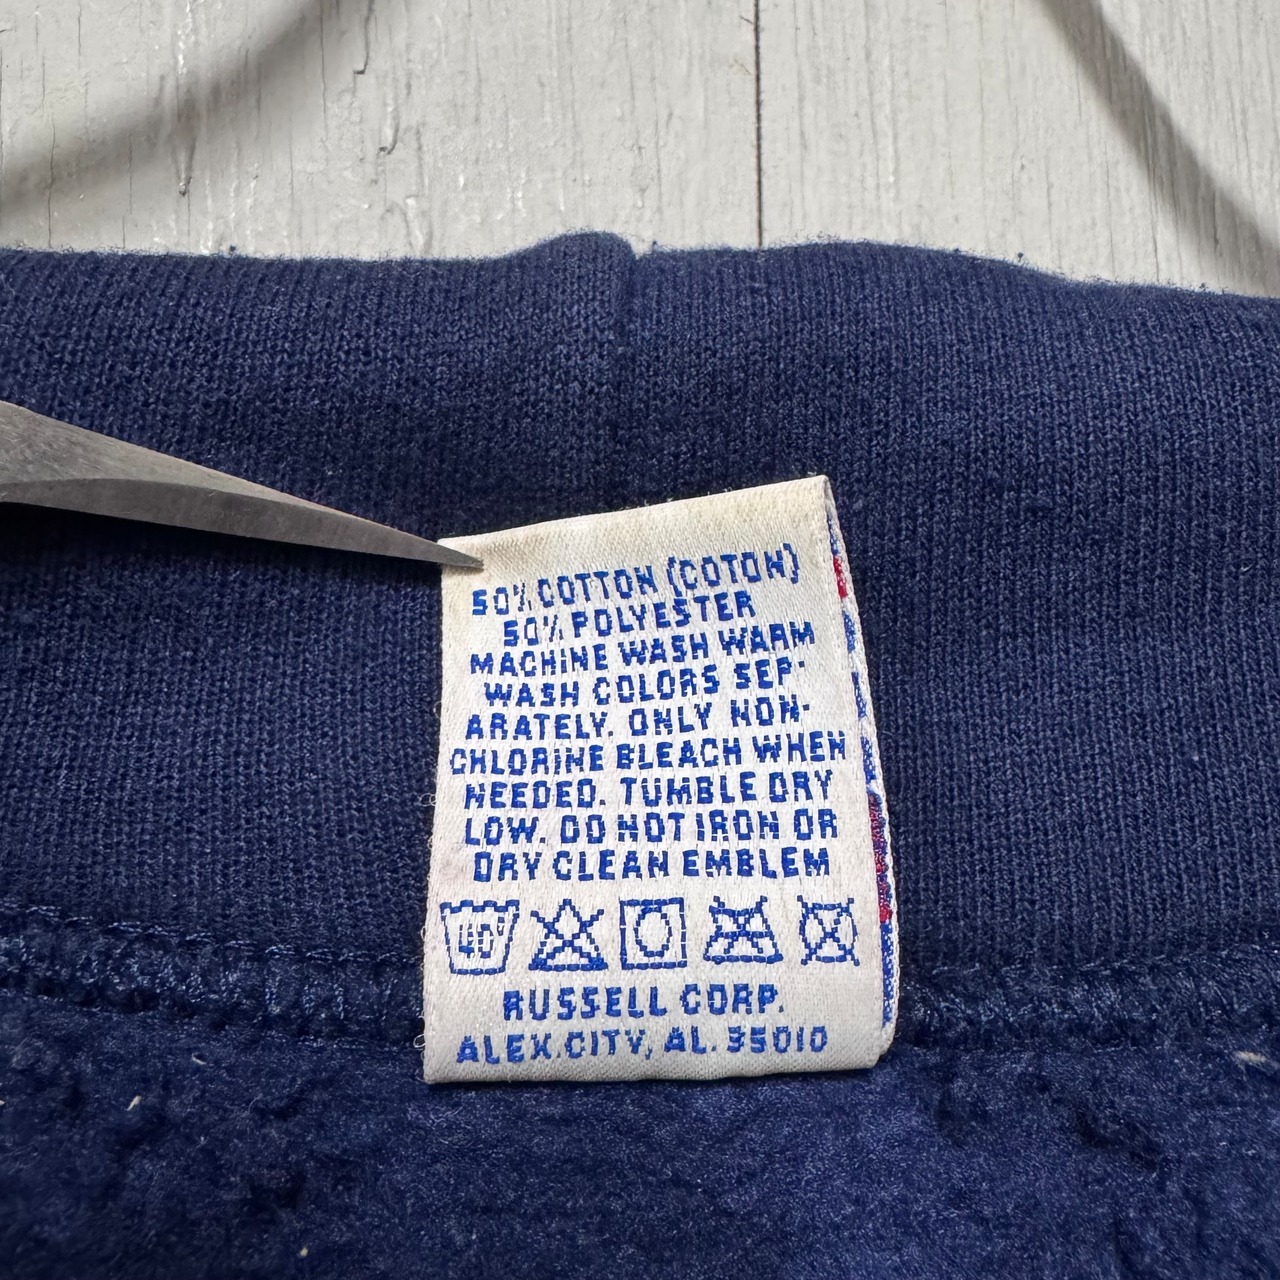 50% COTTON (COTON)
50% POLYESTER
MACHINE WASH WARM
WASH COLORS SEP-
ARATELY. ONLY NON-
CHLORINE BLEACH WHEN
NEEDED. TUMBLE DRY
LOW. DO NOT IRON OR
DRY CLEAN EMBLEM
40°
RUSSELL CORP.
ALEX.CITY, AL. 35010